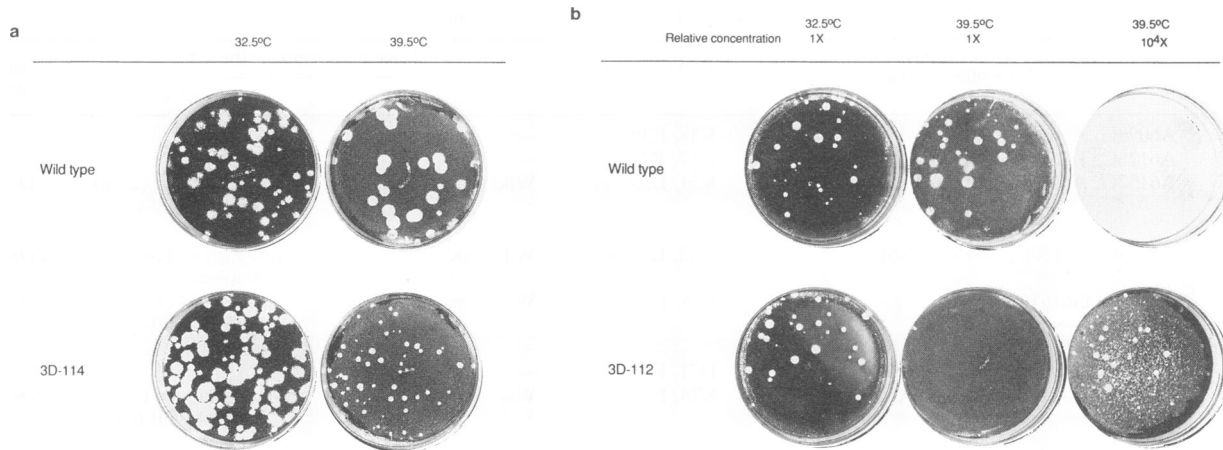 a
32.5ºC 39.5ºC
Wild type
3D-114
b
32.5ºC 39.5ºC 39.5ºC
Relative concentration 1X 1X 10⁴X
Wild type
3D-112